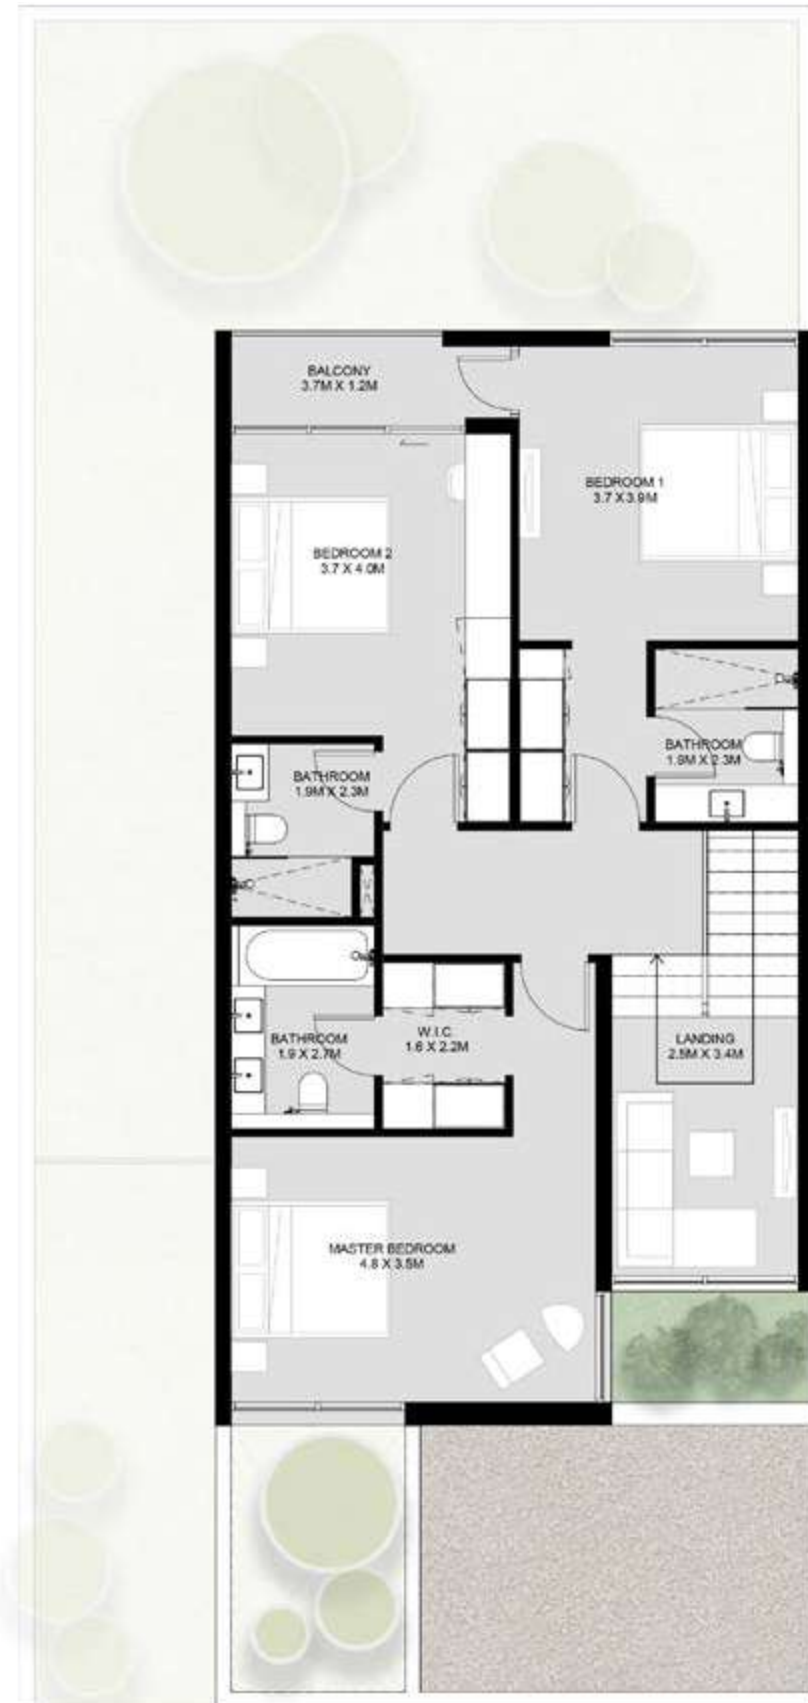 BALCONY
3.7M X 1.2M
BEDROOM 1
3.7 X 3.9M
BEDROOM 2
3.7 X 4.0M
BATHROOM
1.9M X 2.3M
BATHROOM
1.9M X 2.3M
BATHROOM
1.9 X 2.7M
W.I.C.
1.6 X 2.2M
LANDING
2.5M X 3.4M
MASTER BEDROOM
4.8 X 3.5M